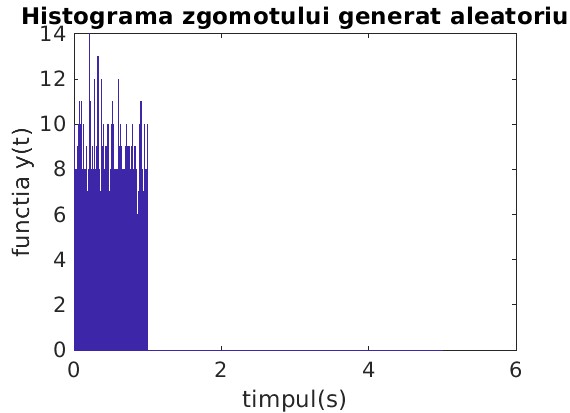 Histograma zgomotului generat aleatoriu
14
12
10
8
6
4
2
0
functia y(t)
0 2 4 6
timpul(s)